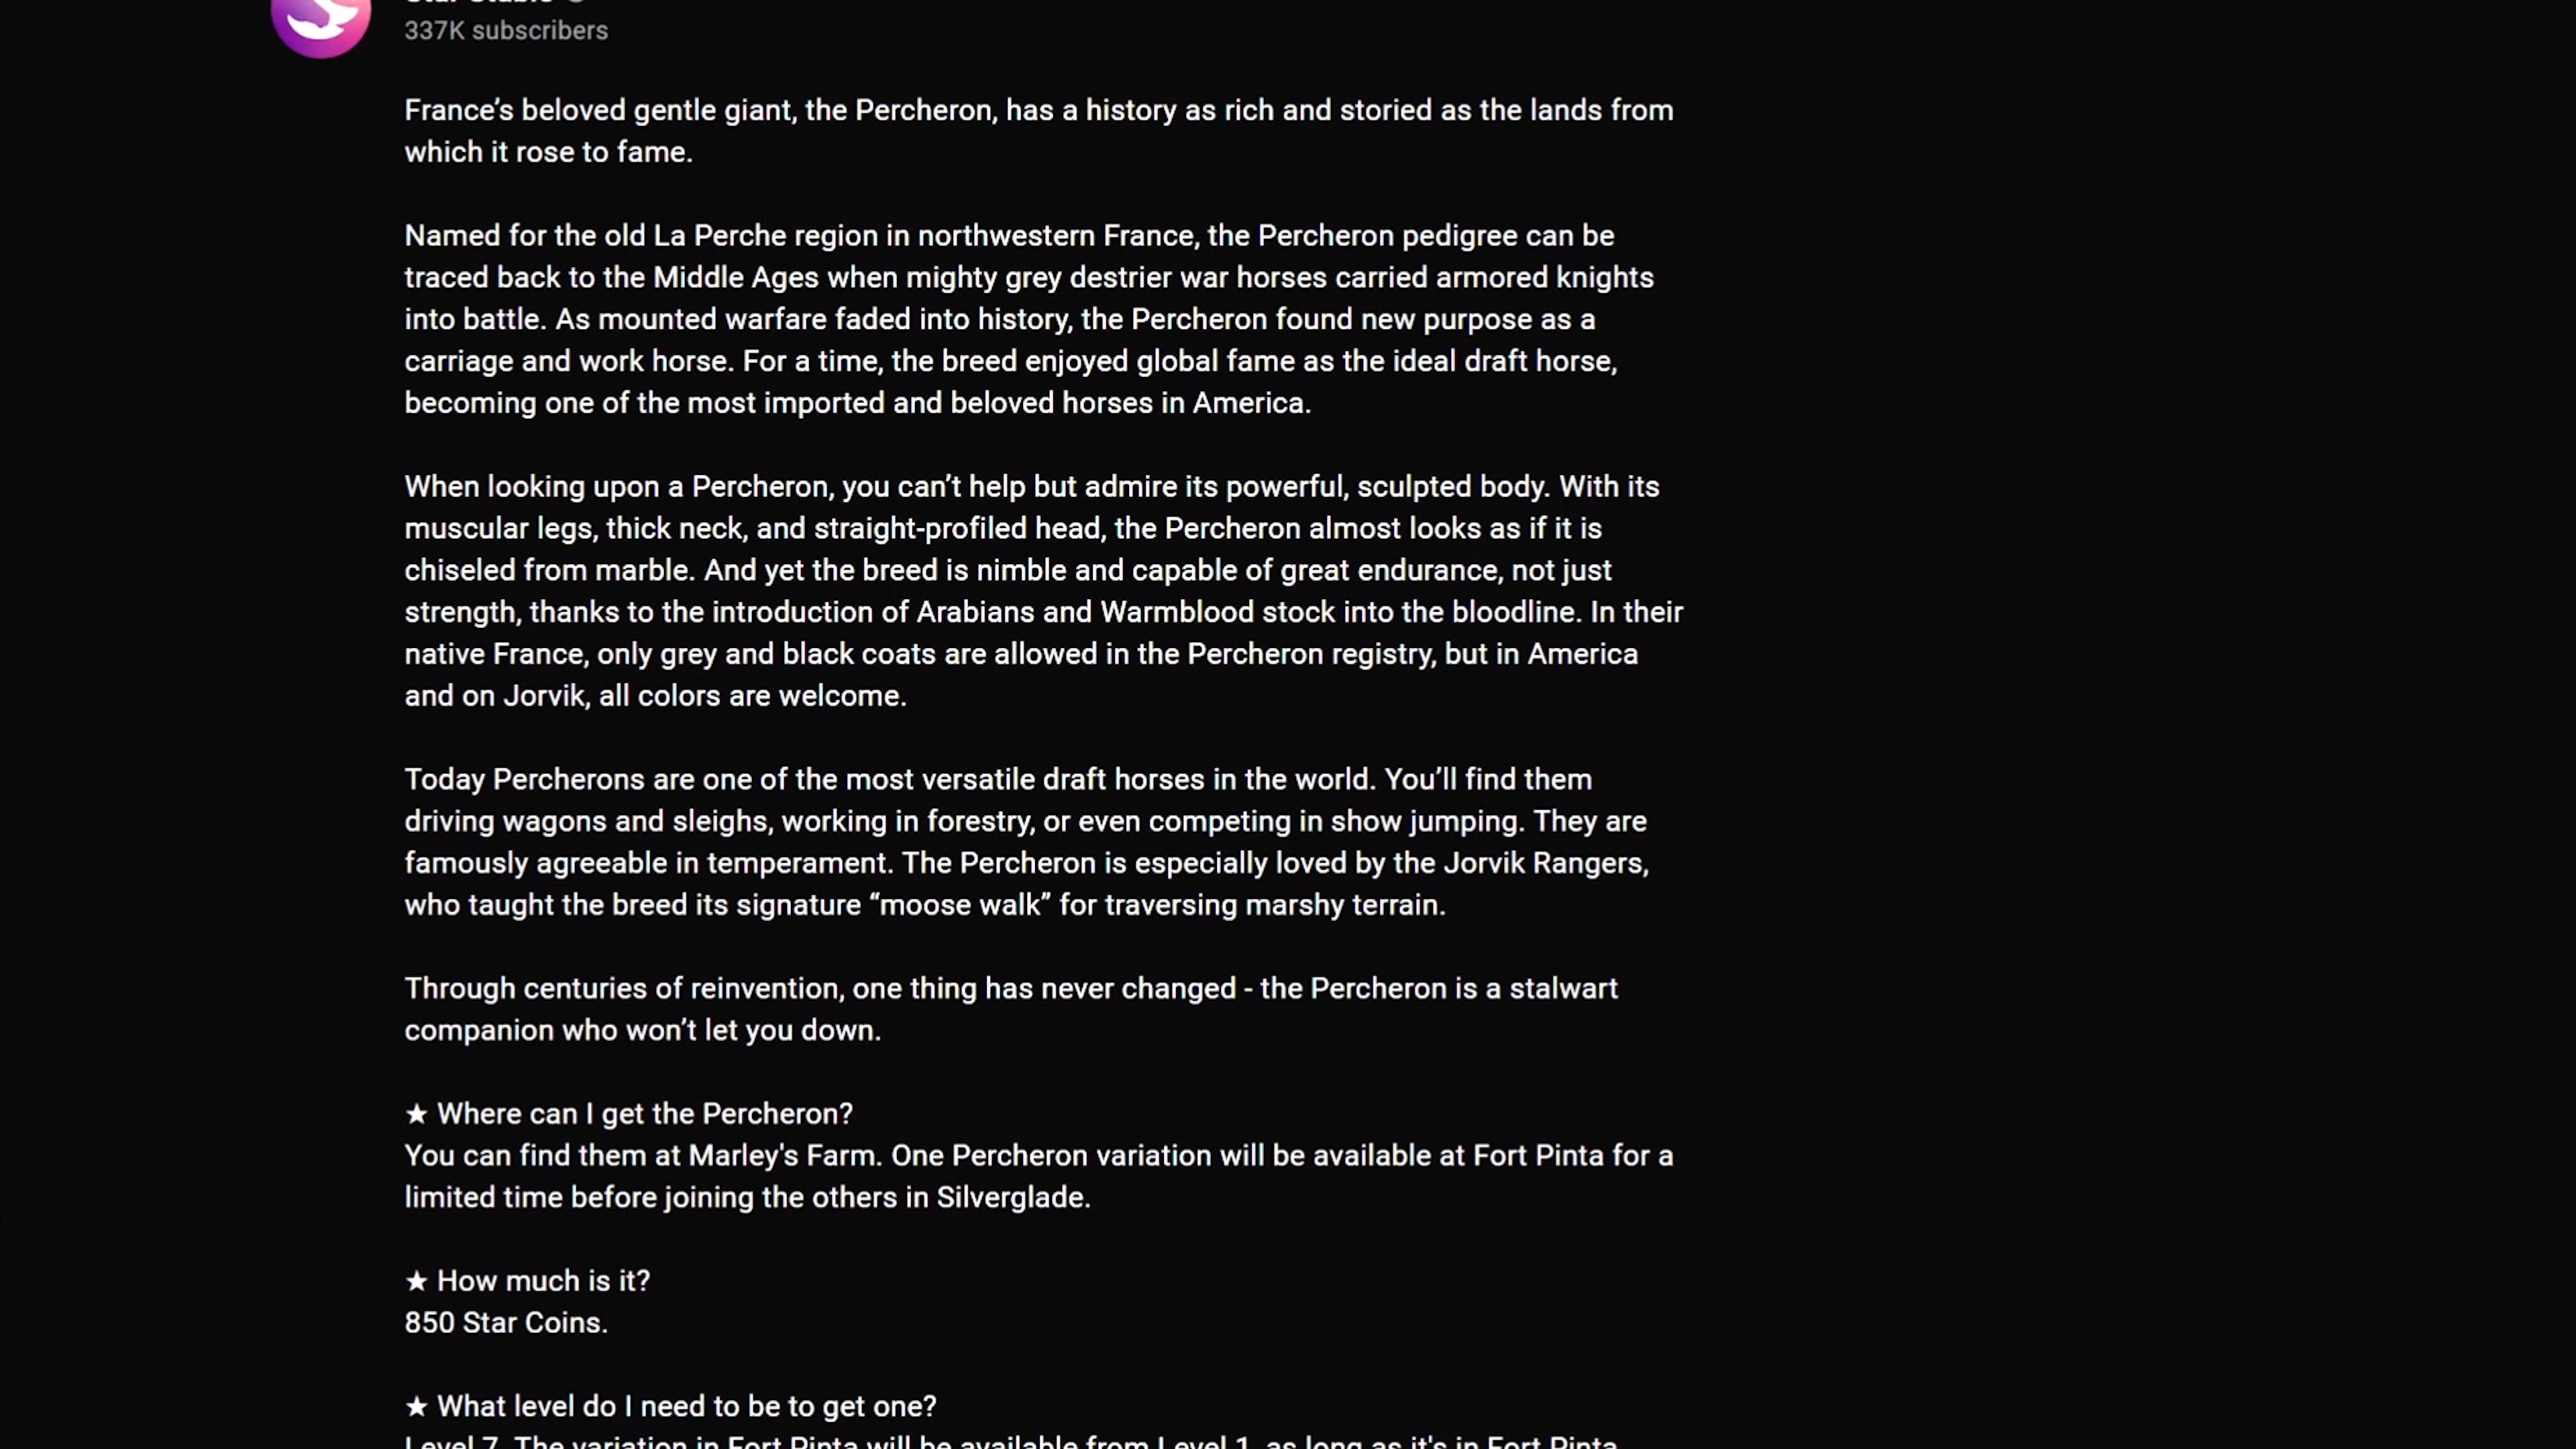 Star Stable
337K subscribers
France’s beloved gentle giant, the Percheron, has a history as rich and storied as the lands from
which it rose to fame.
Named for the old La Perche region in northwestern France, the Percheron pedigree can be
traced back to the Middle Ages when mighty grey destrier war horses carried armored knights
into battle. As mounted warfare faded into history, the Percheron found new purpose as a
carriage and work horse. For a time, the breed enjoyed global fame as the ideal draft horse,
becoming one of the most imported and beloved horses in America.
When looking upon a Percheron, you can’t help but admire its powerful, sculpted body. With its
muscular legs, thick neck, and straight-profiled head, the Percheron almost looks as if it is
chiseled from marble. And yet the breed is nimble and capable of great endurance, not just
strength, thanks to the introduction of Arabians and Warmblood stock into the bloodline. In their
native France, only grey and black coats are allowed in the Percheron registry, but in America
and on Jorvik, all colors are welcome.
Today Percherons are one of the most versatile draft horses in the world. You’ll find them
driving wagons and sleighs, working in forestry, or even competing in show jumping. They are
famously agreeable in temperament. The Percheron is especially loved by the Jorvik Rangers,
who taught the breed its signature “moose walk” for traversing marshy terrain.
Through centuries of reinvention, one thing has never changed - the Percheron is a stalwart
companion who won’t let you down.
★ Where can I get the Percheron?
You can find them at Marley's Farm. One Percheron variation will be available at Fort Pinta for a
limited time before joining the others in Silverglade.
★ How much is it?
850 Star Coins.
★ What level do I need to be to get one?
Level 7. The variation in Fort Pinta will be available from Level 1, as long as it's in Fort Pinta.